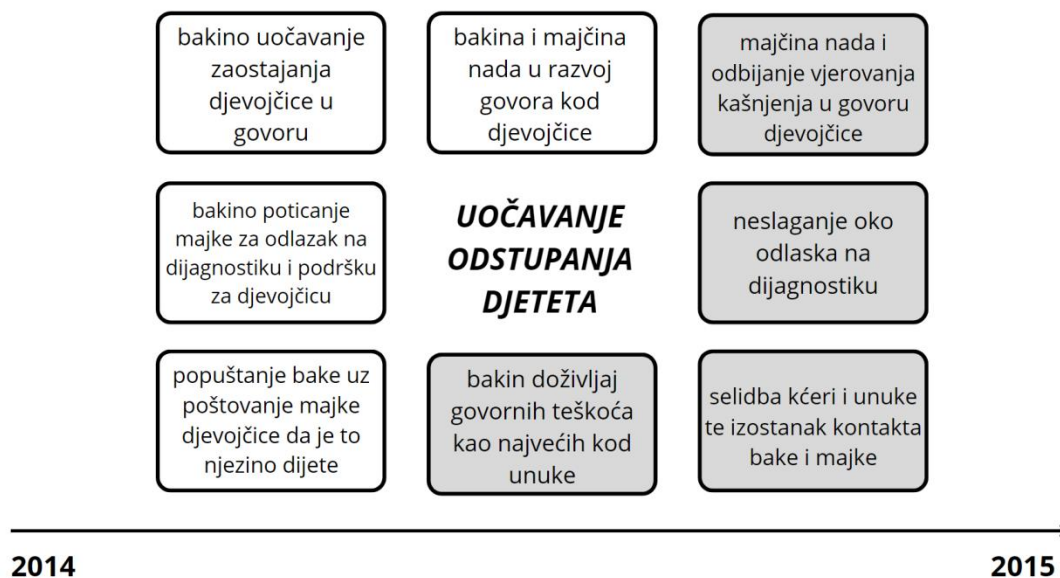 bakino uočavanje
zaostajanja
djevojčice u
govoru
bakina i majčina
nada u razvoj
govora kod
djevojčice
majčina nada i
odbijanje vjerovanja
kašnjenja u govoru
djevojčice
bakino poticanje
majke za odlazak na
dijagnostiku i podršku
za djevojčicu
UOČAVANJE
ODSTUPANJA
DJETETA
neslaganje oko
odlaska na
dijagnostiku
popuštanje bake uz
poštovanje majke
djevojčice da je to
njezino dijete
bakin doživljaj
govornih teškoća
kao najvećih kod
unuke
selidba kćeri i unuke
te izostanak kontakta
bake i majke
2014
2015